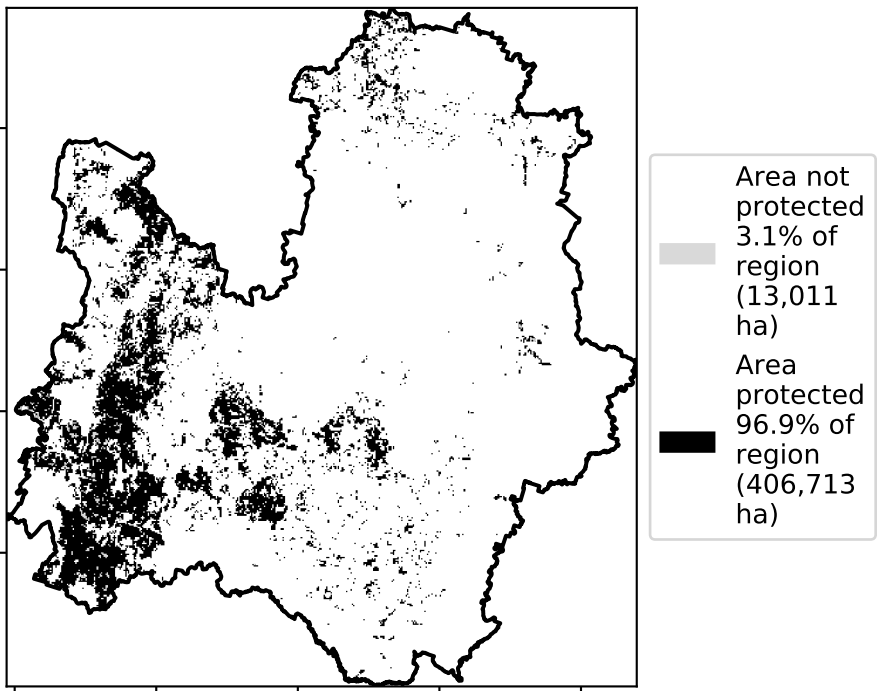 Area not
protected
3.1% of
region
(13,011
ha)
Area
protected
96.9% of
region
(406,713
ha)